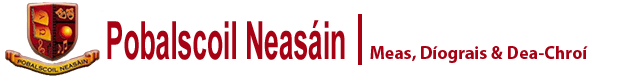 POBALSCOIL NEASÁIN
Pobalscoil Neasáin | Meas, Díograis & Dea-Chroí